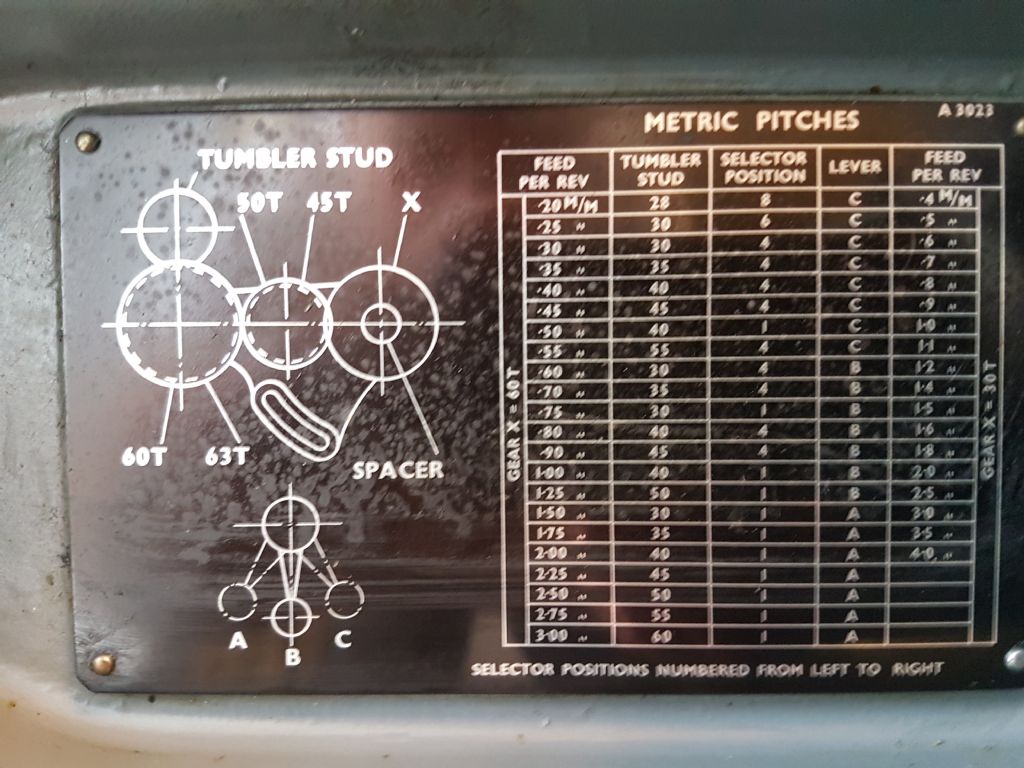 A 3023
METRIC PITCHES
TUMBLER STUD
50T 45T X
60T 63T
SPACER
A B C
FEED PER REV TUMBLER STUD SELECTOR POSITION LEVER FEED PER REV
·20 M/M 28 8 C ·4 M/M
·25 „ 30 6 C ·5 „
·30 „ 30 4 C ·6 „
·35 „ 35 4 C ·7 „
·40 „ 40 4 C ·8 „
·45 „ 45 4 C ·9 „
·50 „ 40 1 C 1·0 „
·55 „ 55 4 C 1·1 „
·60 „ 30 4 B 1·2 „
·70 „ 35 4 B 1·4 „
·75 „ 30 1 B 1·5 „
·80 „ 40 4 B 1·6 „
·90 „ 45 4 B 1·8 „
1·00 „ 40 1 B 2·0 „
1·25 „ 50 1 B 2·5 „
1·50 „ 30 1 A 3·0 „
1·75 „ 35 1 A 3·5 „
2·00 „ 40 1 A 4·0 „
2·25 „ 45 1 A
2·50 „ 50 1 A
2·75 „ 55 1 A
3·00 „ 60 1 A
GEAR X = 60T
GEAR X = 30T
SELECTOR POSITIONS NUMBERED FROM LEFT TO RIGHT